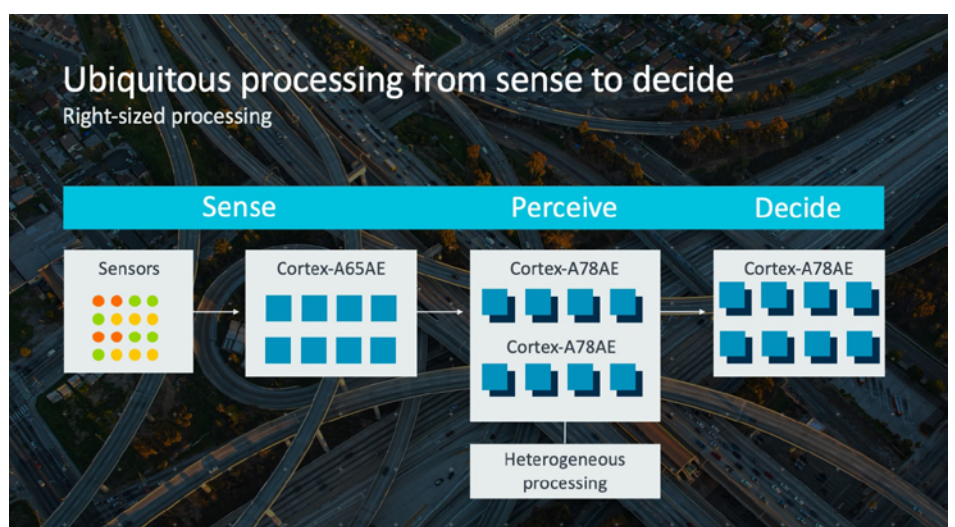 Ubiquitous processing from sense to decide
Right-sized processing
Sense
Perceive
Decide
Sensors
Cortex-A65AE
Cortex-A78AE
Cortex-A78AE
Cortex-A78AE
Heterogeneous
processing